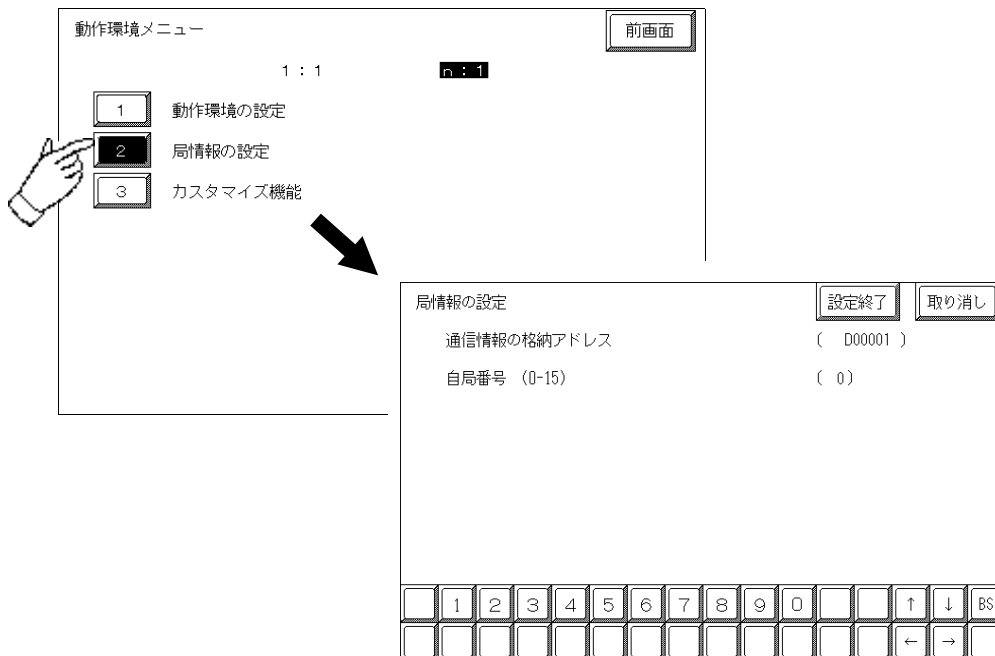 動作環境メニュー 前画面
1：1 n：1
1 動作環境の設定
2 局情報の設定
3 カスタマイズ機能
局情報の設定 設定終了 取り消し
通信情報の格納アドレス ( D00001 )
自局番号 (0-15) ( 0)
1 2 3 4 5 6 7 8 9 0 ↑ ↓ BS
← →